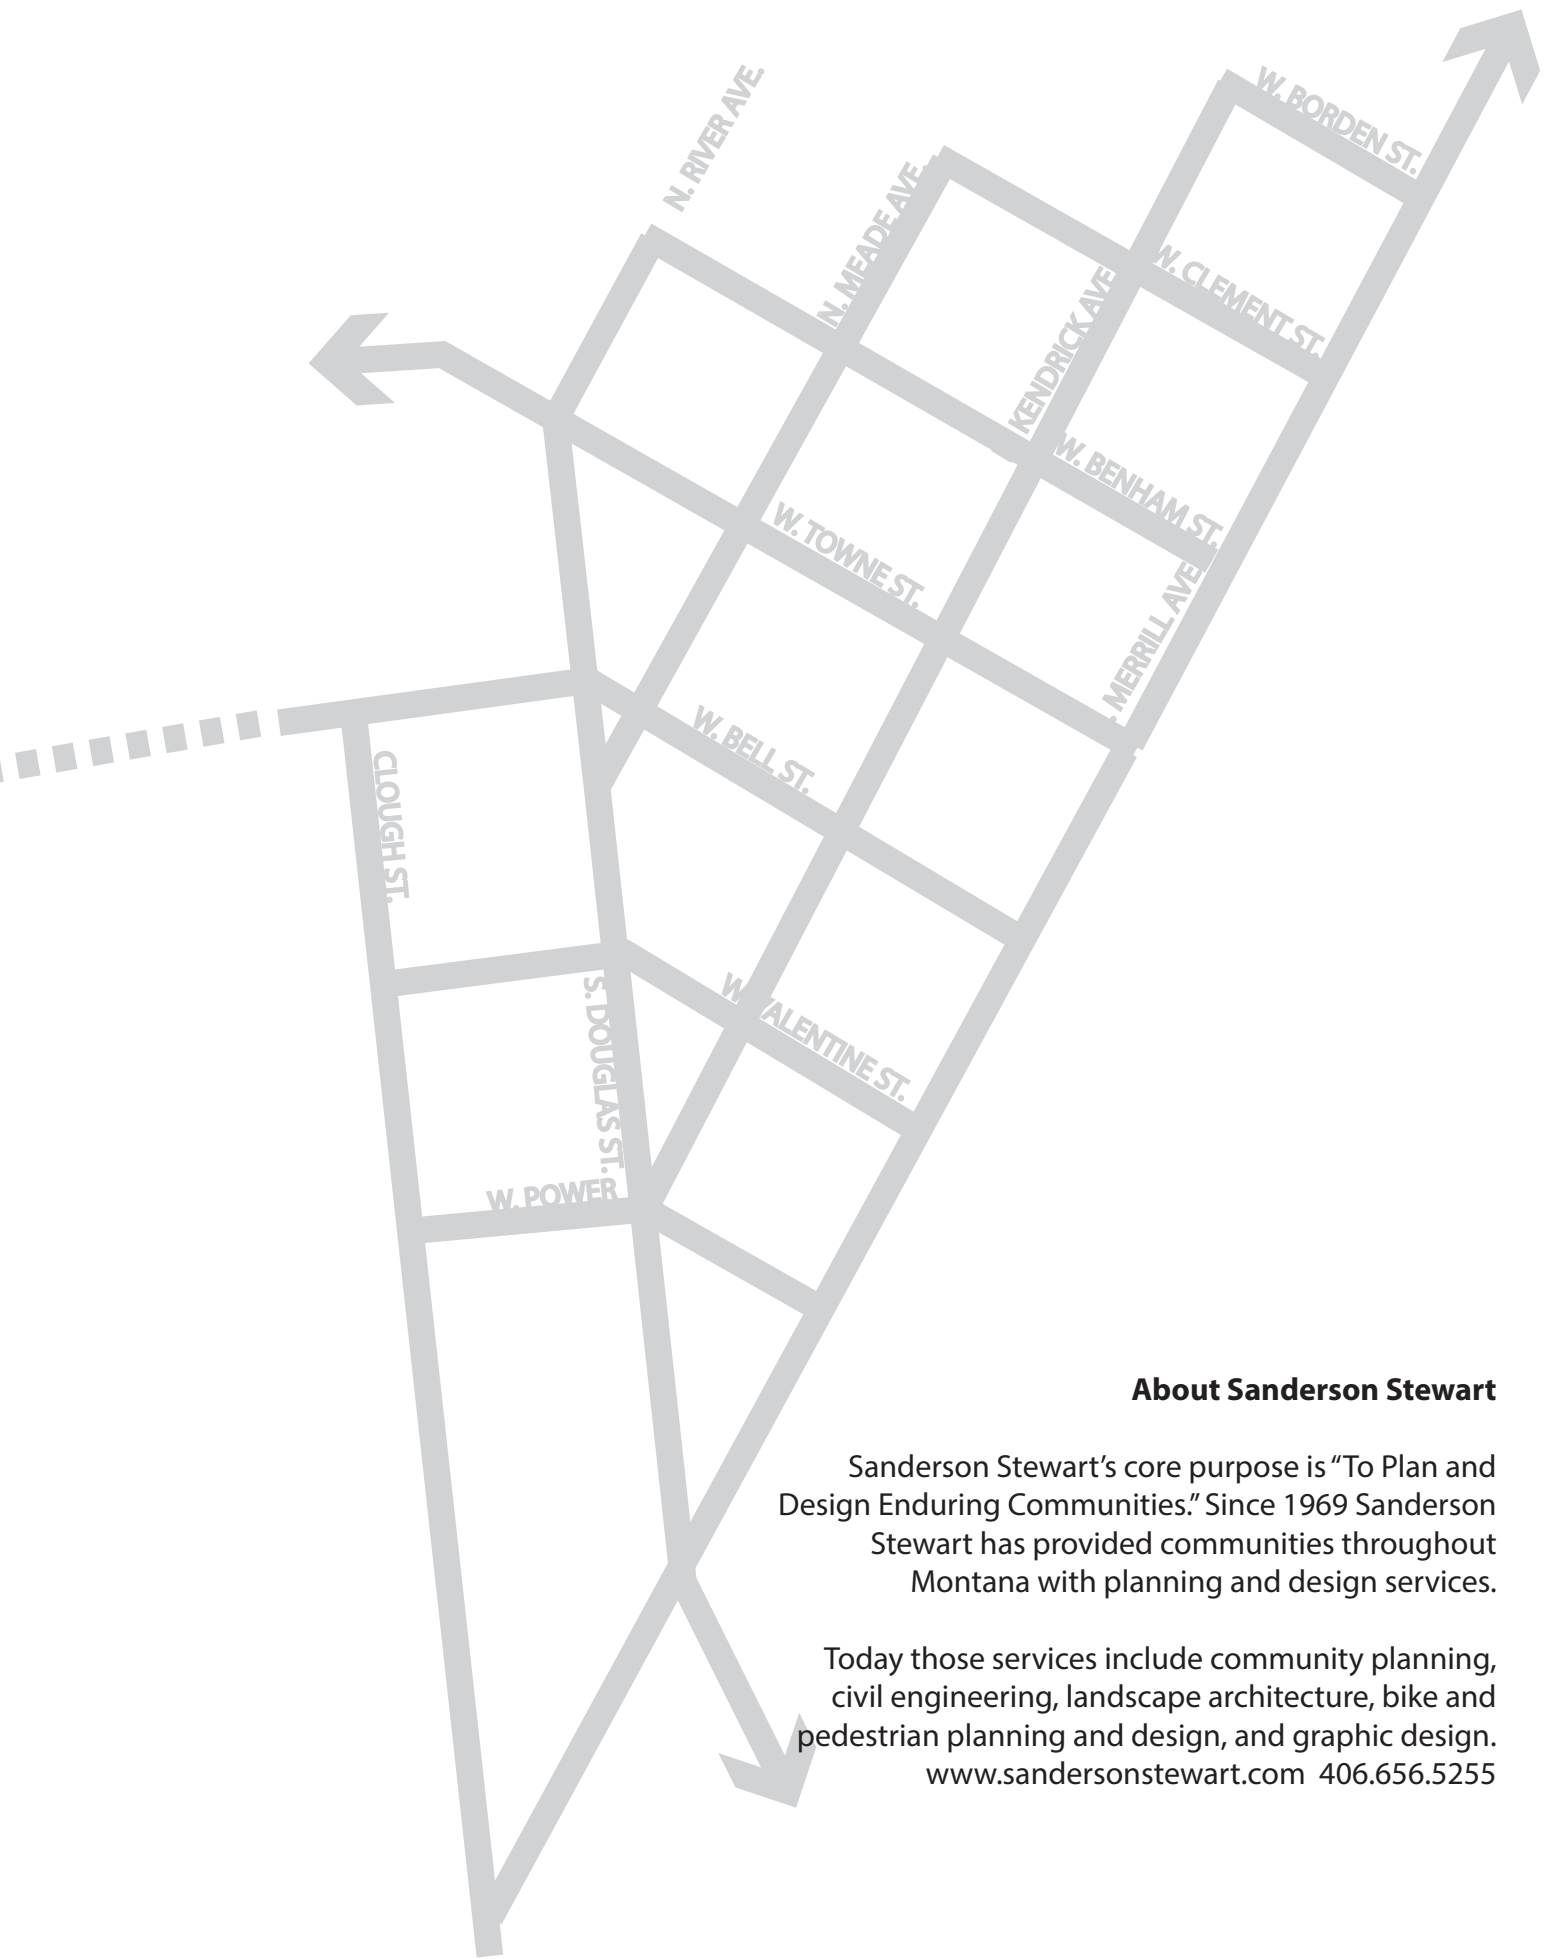 W. BORDEN ST.
N. RIVER AVE.
N. MEADE AVE.
W. CLEMENT ST.
KENDRICK AVE.
W. BENHAM ST.
W. TOWNE ST.
. MERRILL AVE.
W. BELL ST.
CLOUGH ST.
W. VALENTINE ST.
S. DOUGLAS ST.
W. POWER
About Sanderson Stewart
Sanderson Stewart’s core purpose is “To Plan and
Design Enduring Communities.” Since 1969 Sanderson
Stewart has provided communities throughout
Montana with planning and design services.
Today those services include community planning,
civil engineering, landscape architecture, bike and
pedestrian planning and design, and graphic design.
www.sandersonstewart.com 406.656.5255